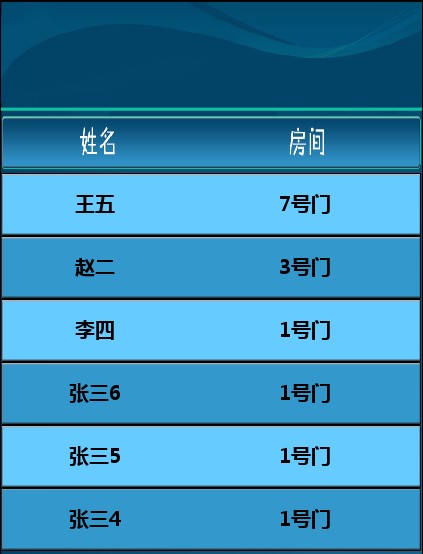 姓名 房间
王五 7号门
赵二 3号门
李四 1号门
张三6 1号门
张三5 1号门
张三4 1号门